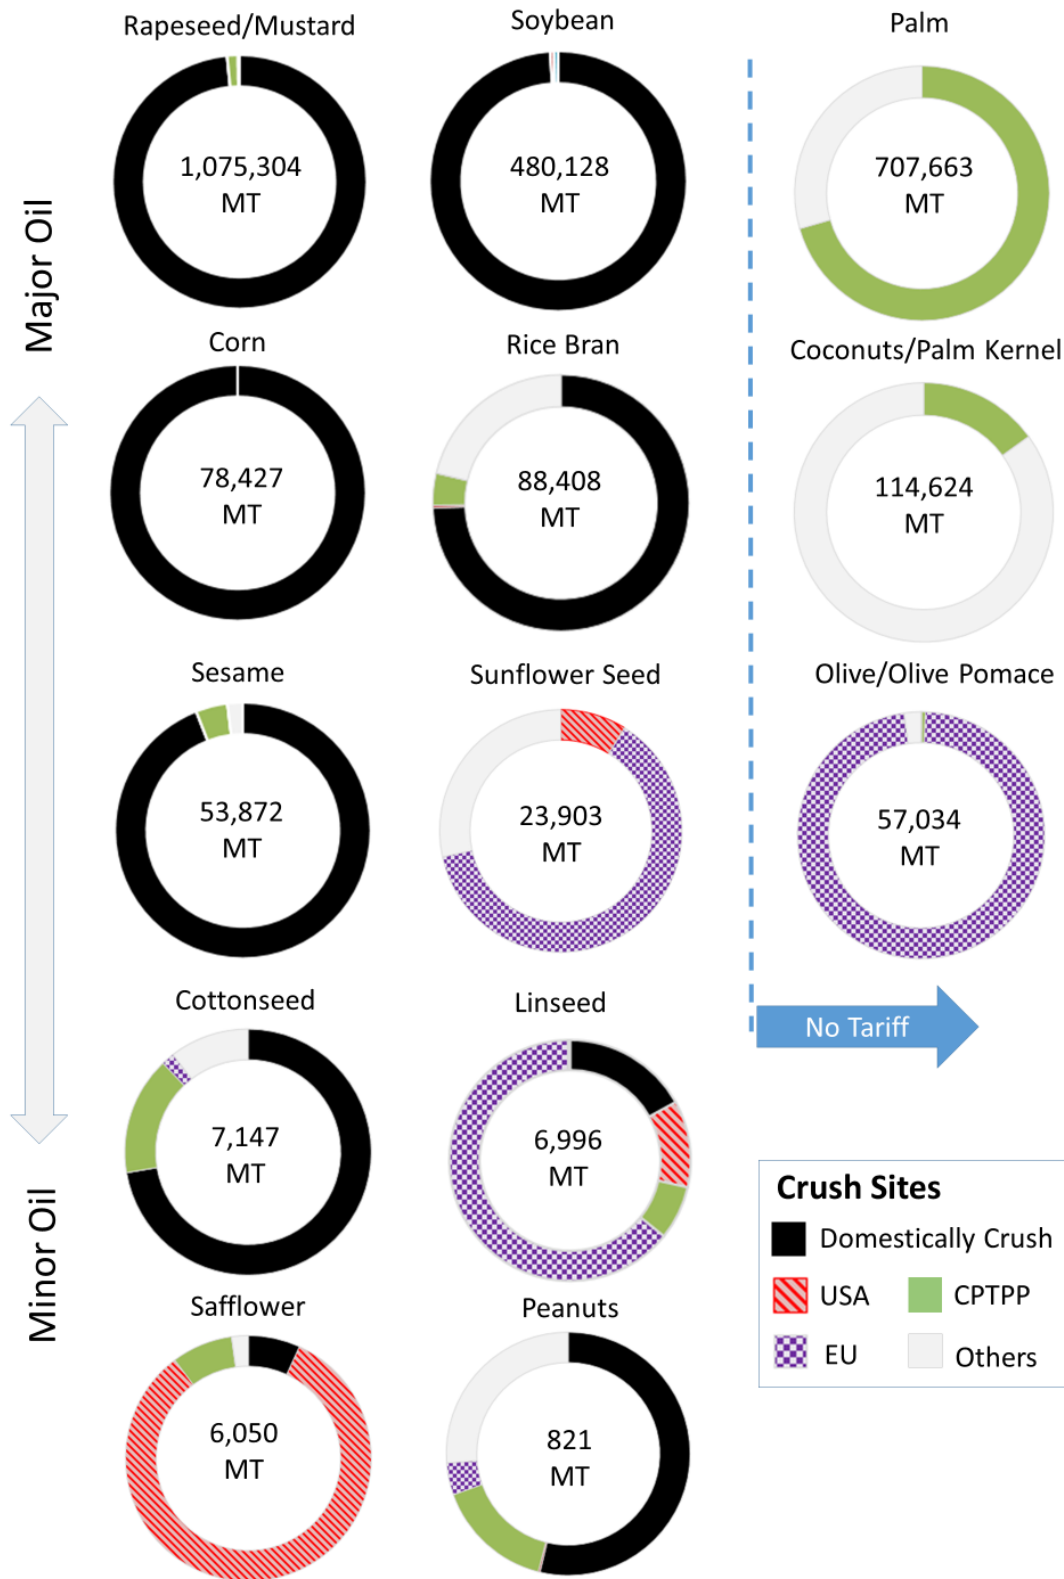 Rapeseed/Mustard
Soybean
Palm
1,075,304
MT
480,128
MT
707,663
MT
Major Oil
Corn
Rice Bran
Coconuts/Palm Kernel
78,427
MT
88,408
MT
114,624
MT
Sesame
Sunflower Seed
Olive/Olive Pomace
53,872
MT
23,903
MT
57,034
MT
Cottonseed
Linseed
No Tariff
7,147
MT
6,996
MT
Minor Oil
Safflower
Peanuts
6,050
MT
821
MT
Crush Sites
Domestically Crush
USA
CPTPP
EU
Others